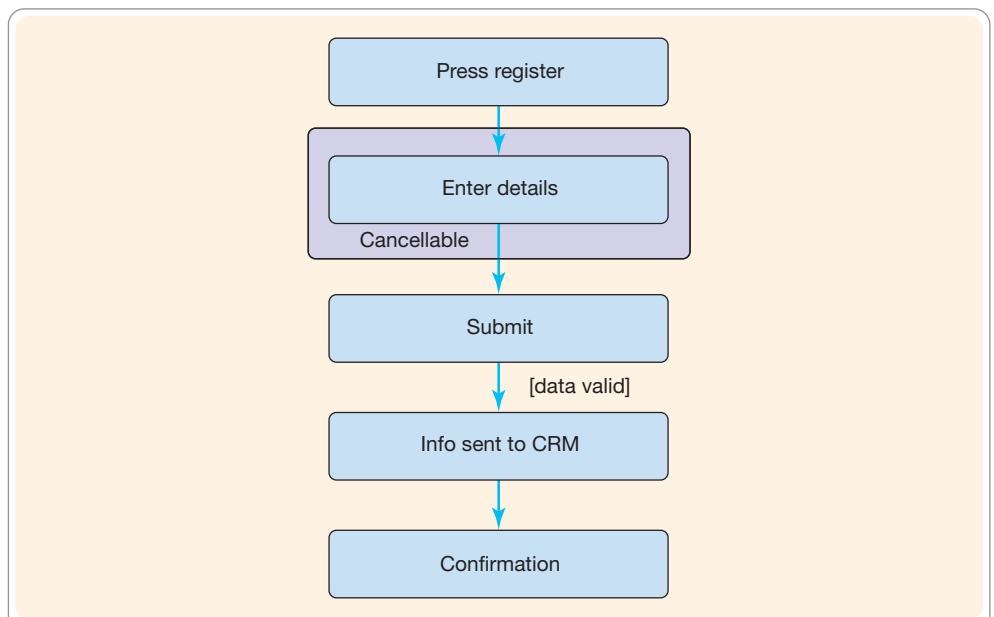 Press register
Enter details
Cancellable
Submit
[data valid]
Info sent to CRM
Confirmation